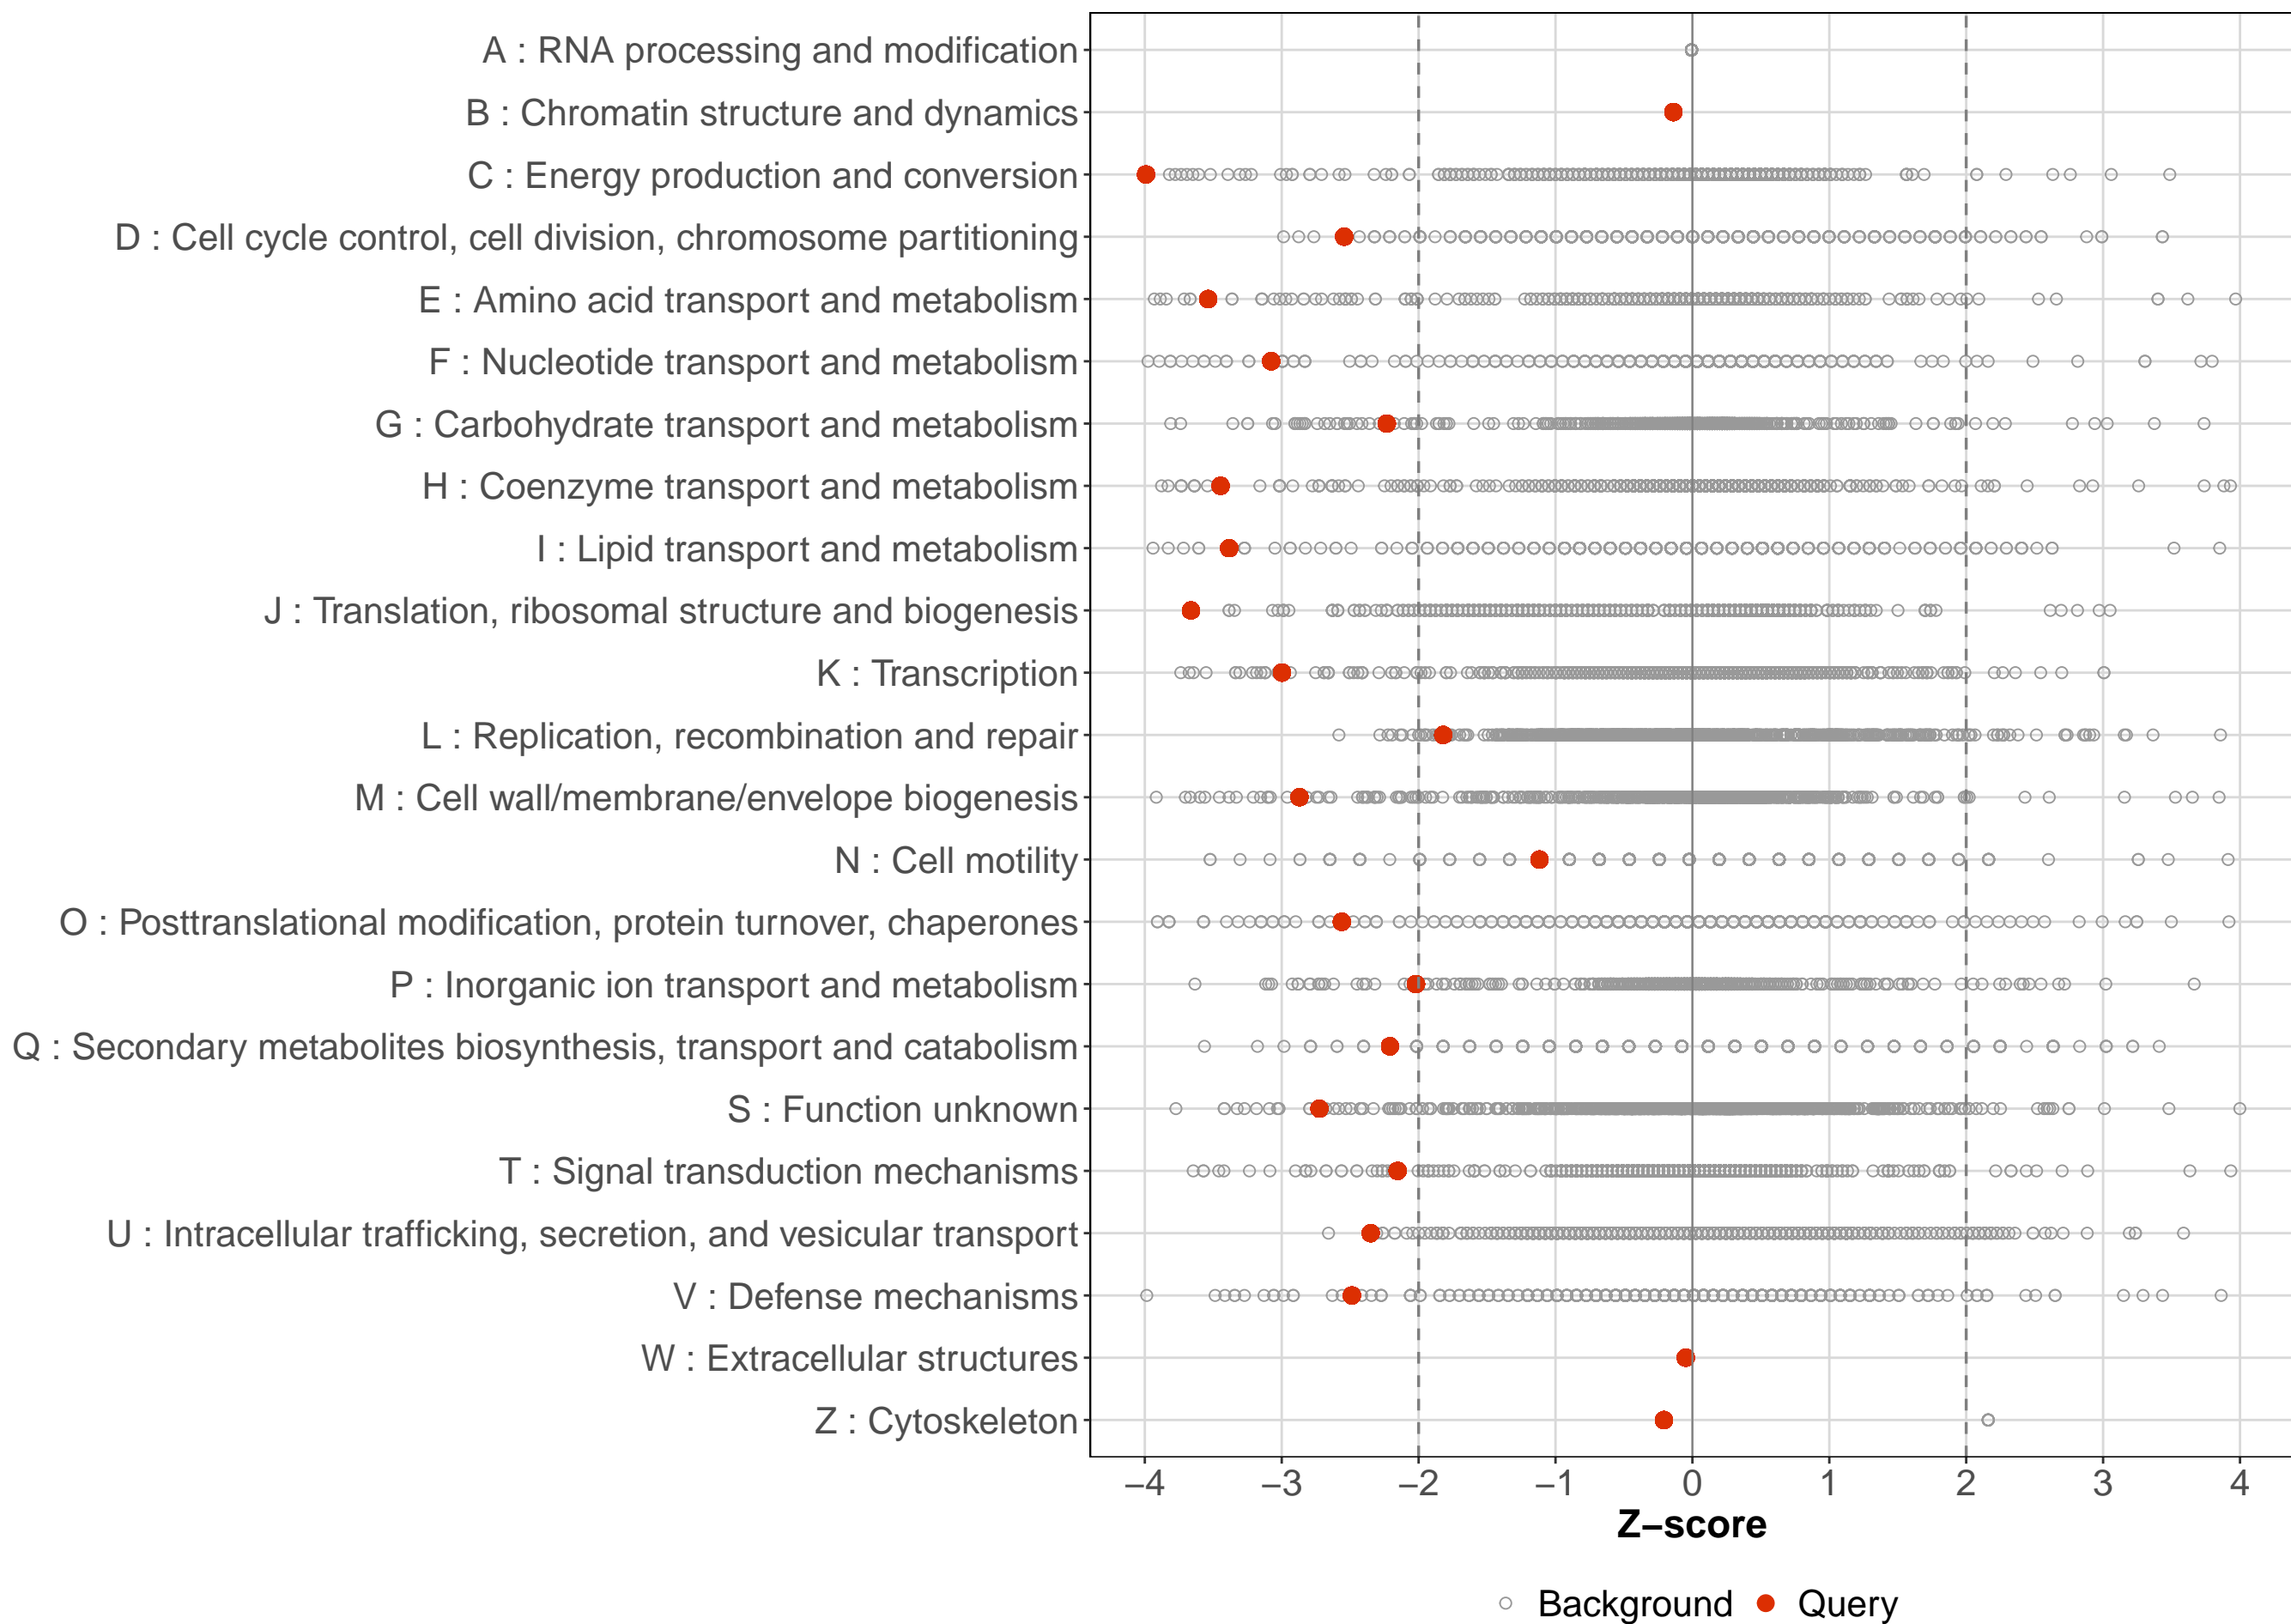 A : RNA processing and modification
B : Chromatin structure and dynamics
C : Energy production and conversion
D : Cell cycle control, cell division, chromosome partitioning
E : Amino acid transport and metabolism
F : Nucleotide transport and metabolism
G : Carbohydrate transport and metabolism
H : Coenzyme transport and metabolism
I : Lipid transport and metabolism
J : Translation, ribosomal structure and biogenesis
K : Transcription
L : Replication, recombination and repair
M : Cell wall/membrane/envelope biogenesis
N : Cell motility
O : Posttranslational modification, protein turnover, chaperones
P : Inorganic ion transport and metabolism
Q : Secondary metabolites biosynthesis, transport and catabolism
S : Function unknown
T : Signal transduction mechanisms
U : Intracellular trafficking, secretion, and vesicular transport
V : Defense mechanisms
W : Extracellular structures
Z : Cytoskeleton
−4 −3 −2 −1 0 1 2 3 4
Z−score
Background Query